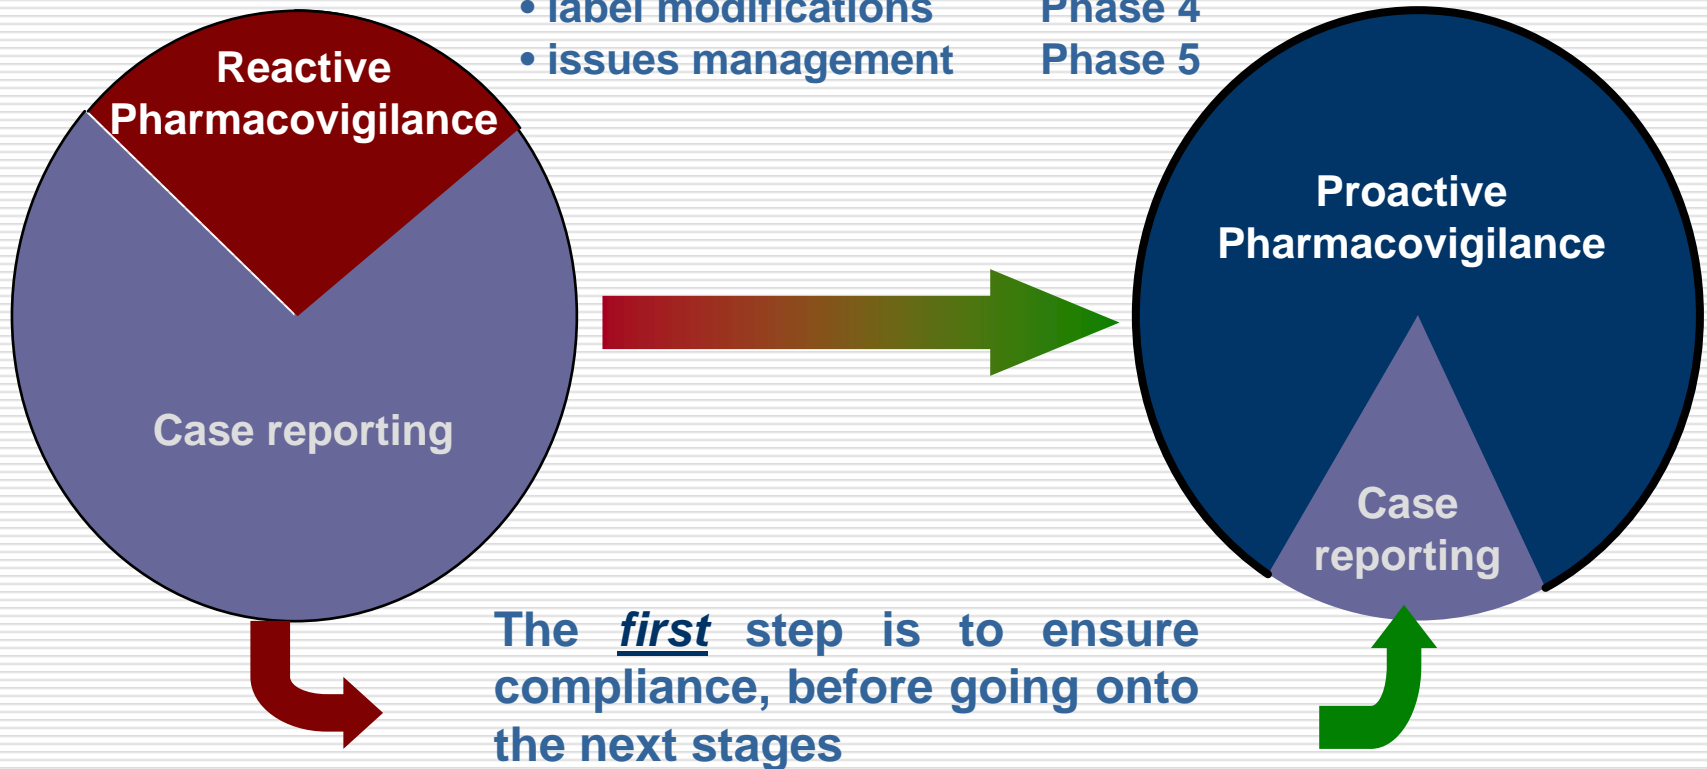 • label modifications Phase 4
• issues management Phase 5
Reactive
Pharmacovigilance
Case reporting
Proactive
Pharmacovigilance
Case
reporting
The first step is to ensure
compliance, before going onto
the next stages